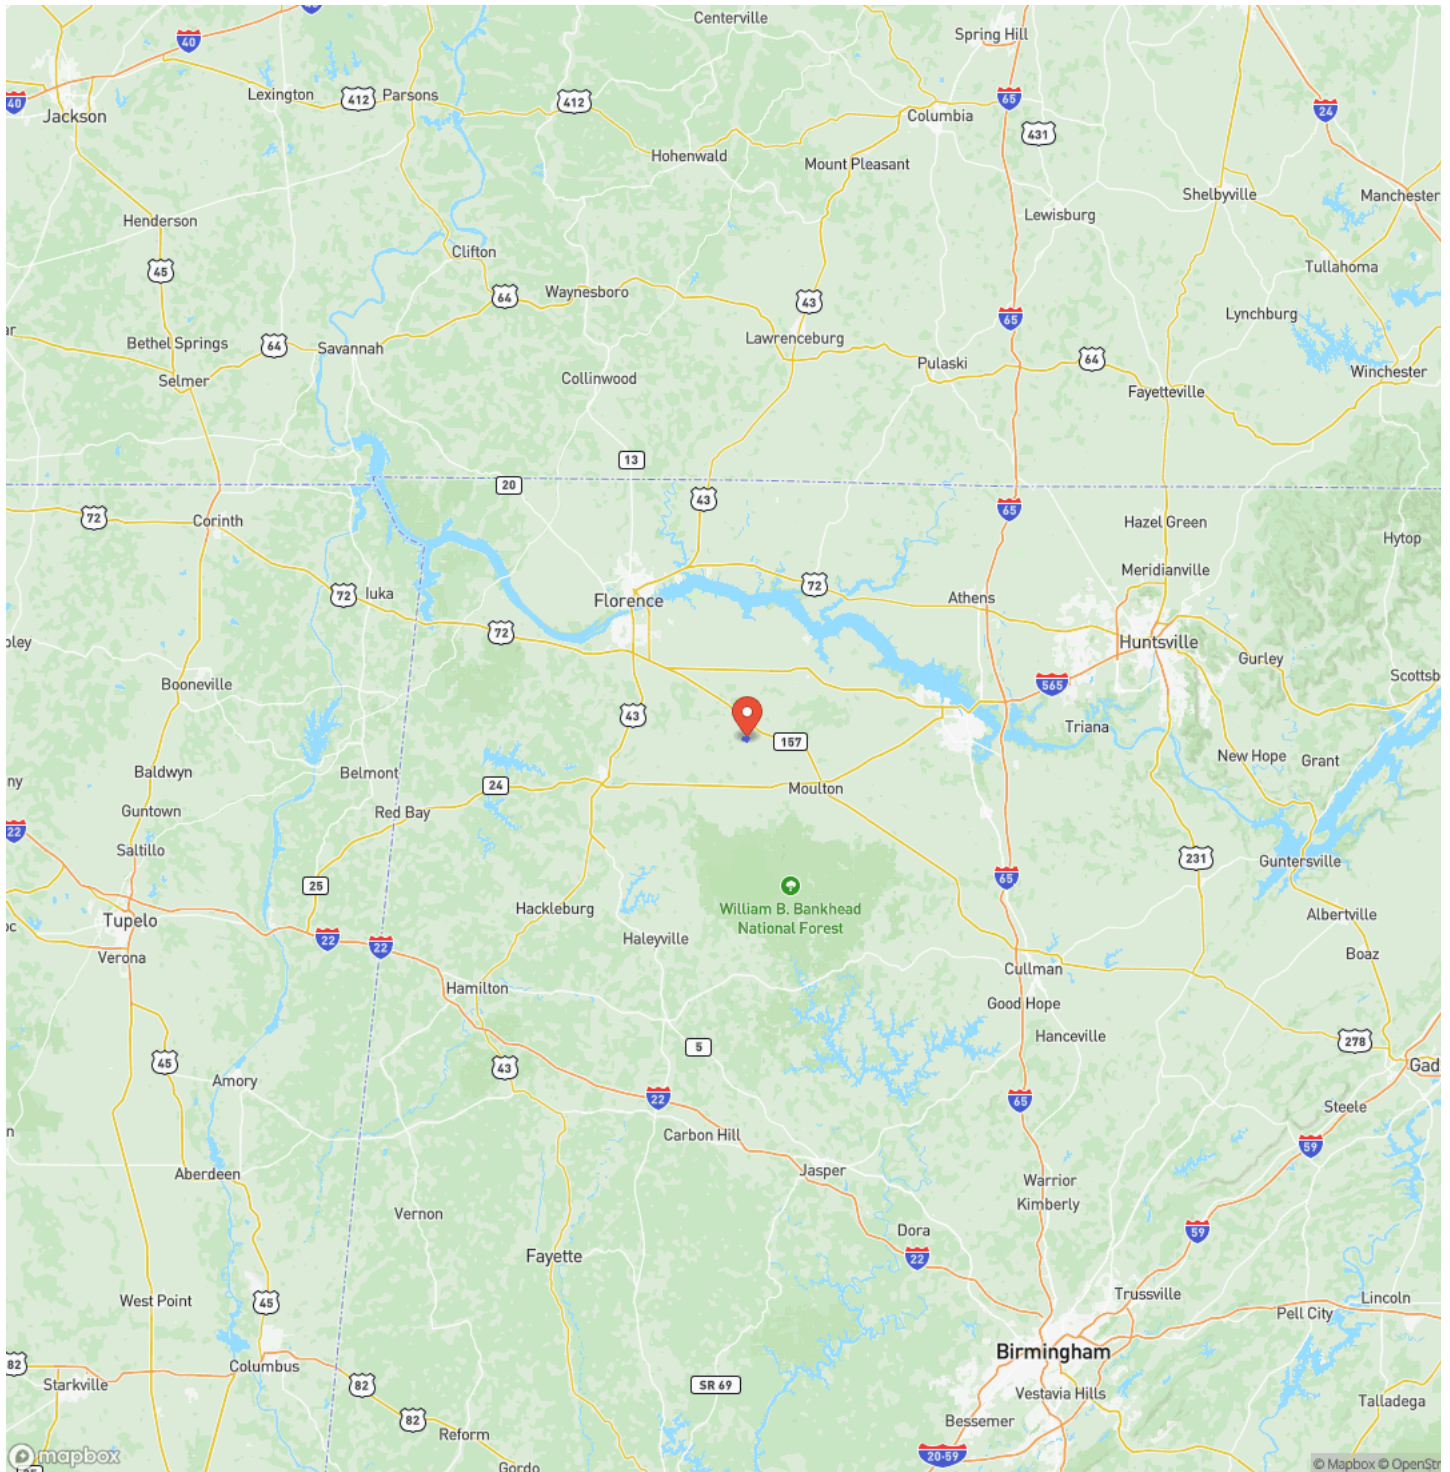 Centerville
Spring Hill
40
40
Jackson
Lexington
412
Parsons
412
65
24
Columbia
431
Hohenwald
Mount Pleasant
Shelbyville
Manchester
Henderson
Lewisburg
Clifton
45
Tullahoma
64
Waynesboro
43
65
Lynchburg
Bethel Springs
64
Savannah
Lawrenceburg
Pulaski
64
Winchester
Selmer
Collinwood
Fayetteville
13
20
43
65
72
Corinth
Hazel Green
Hytop
Meridianville
72
Iuka
72
Florence
Athens
72
Huntsville
Gurley
Scottsb
Booneville
565
43
157
Triana
New Hope
Grant
Baldwyn
Belmont
24
Moulton
Guntown
Red Bay
22
Saltillo
231
Guntersville
25
65
Hackleburg
William B. Bankhead
National Forest
Albertville
Tupelo
22
22
Haleyville
Verona
Boaz
Cullman
Hamilton
Good Hope
Hanceville
278
5
45
43
Gad
Amory
22
65
Steele
Carbon Hill
59
Aberdeen
Jasper
Warrior
Kimberly
Vernon
Dora
59
Fayette
22
West Point
45
Trussville
Lincoln
Pell City
Birmingham
82
Columbus
Starkville
82
SR 69
Vestavia Hills
Talladega
82
Bessemer
Reform
20-59
mapbox
Gordo
© Mapbox © OpenStr